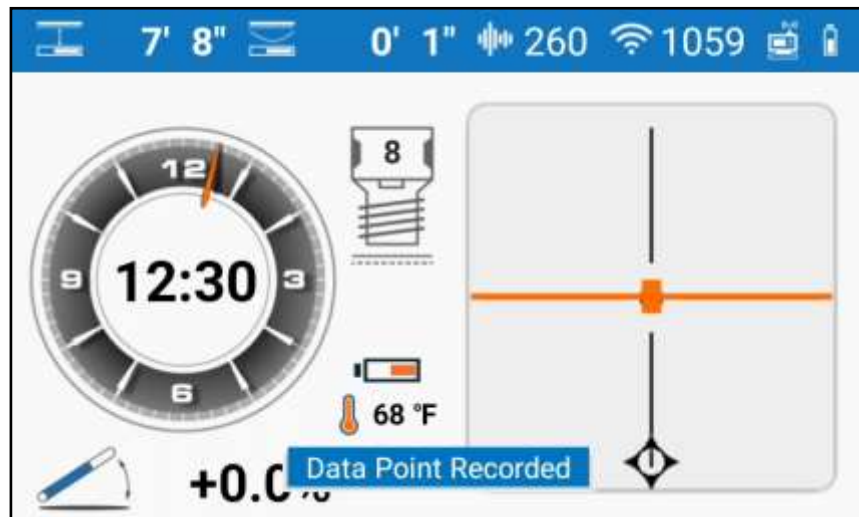 7' 8" 0' 1" 260 1059
12
12:30
9
3
6
8
68 °F
+0.0%
Data Point Recorded